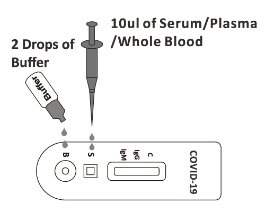 10ul of Serum/Plasma
/Whole Blood
2 Drops of
Buffer
Buffer
B
S
IgM
IgG
C
COVID-19